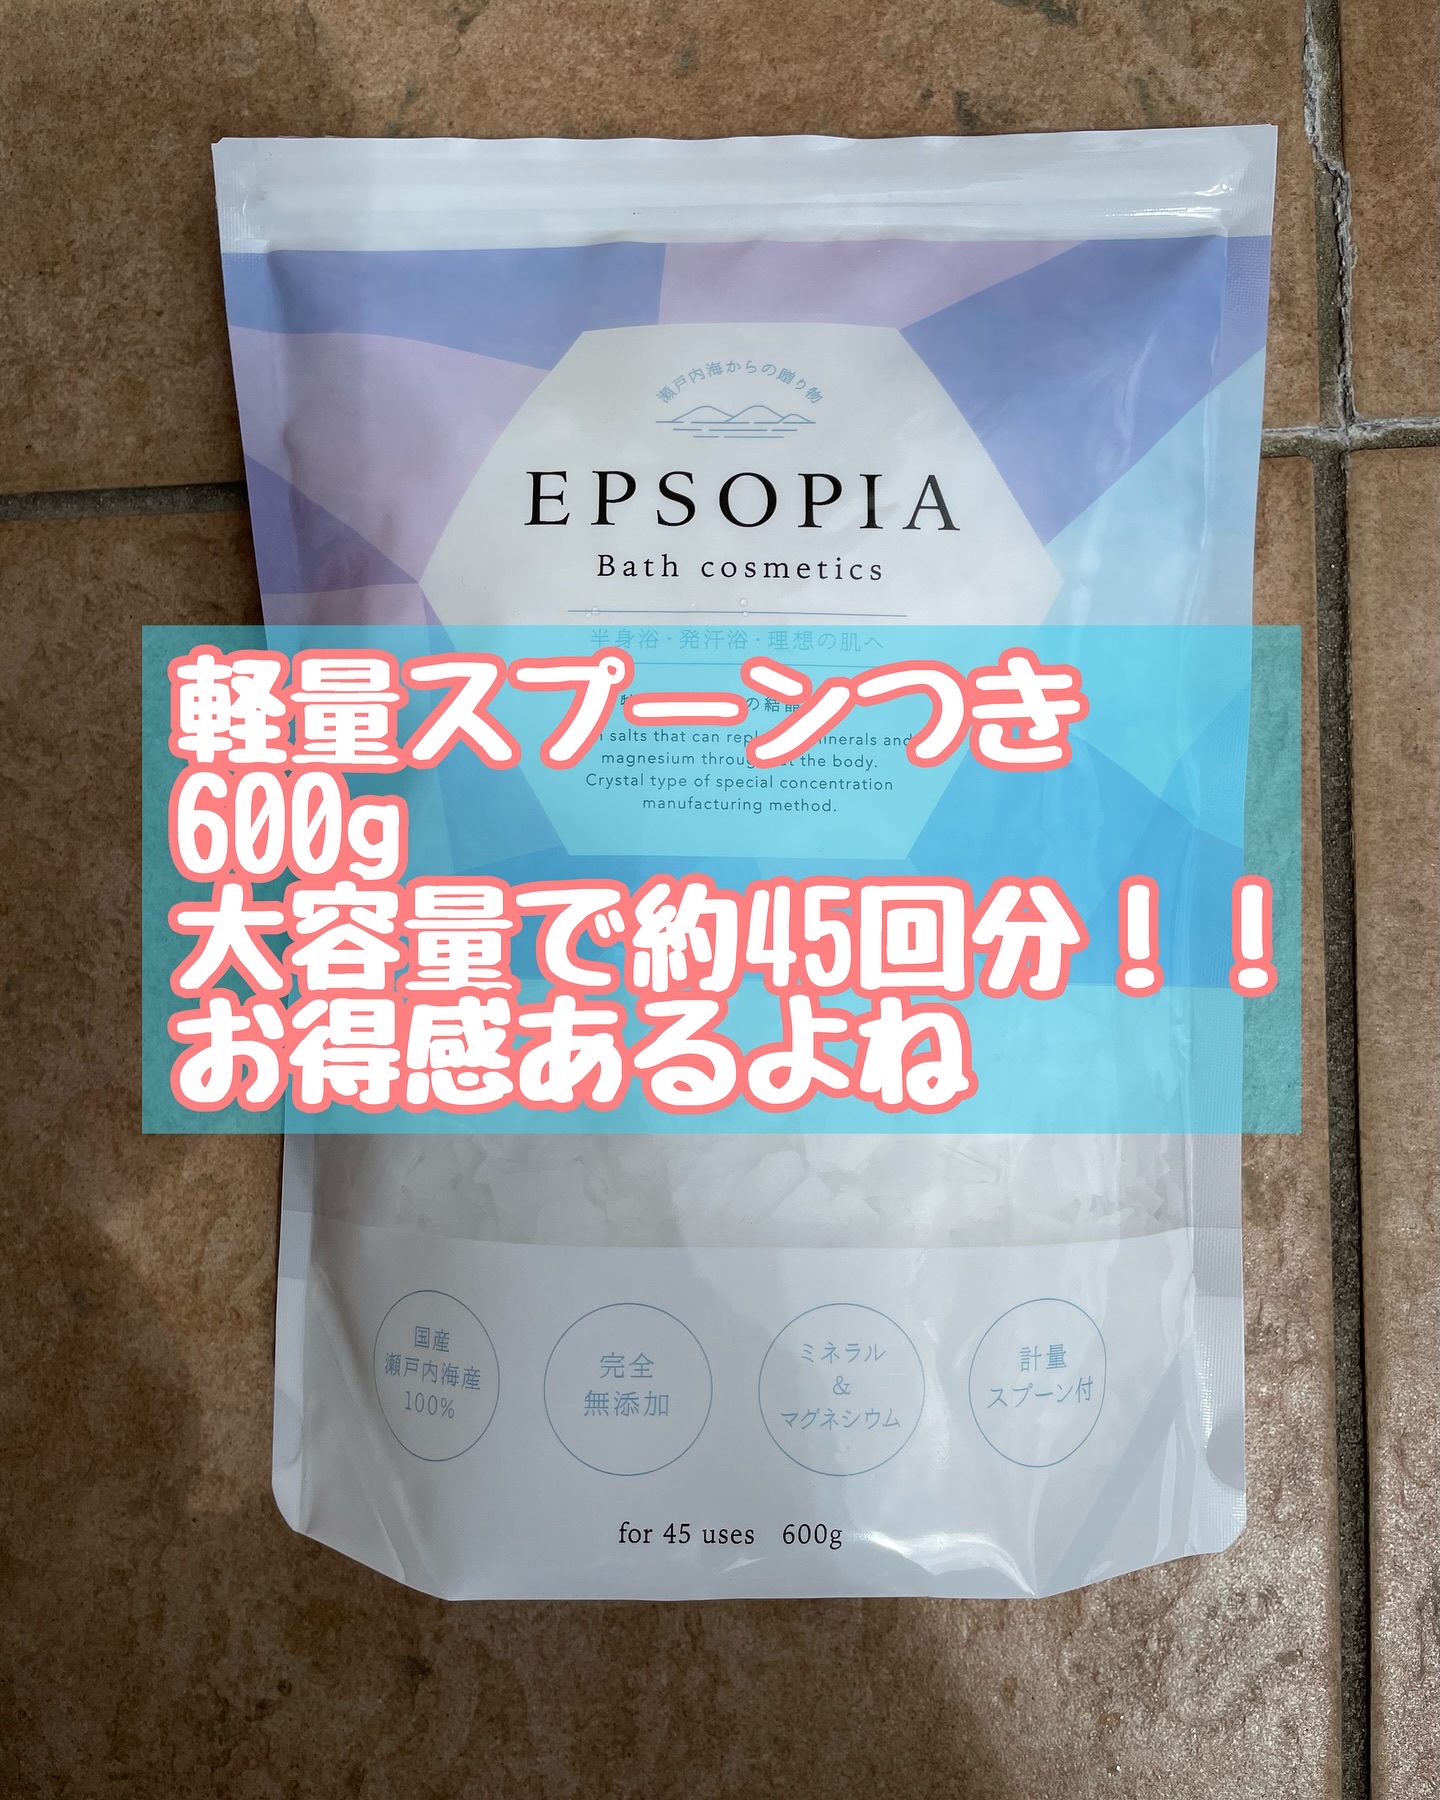 瀬戸内海からの贈り物
EPSOPIA
Bath cosmetics
半身浴・発汗浴・理想の肌へ
軽量スプーンつき
の結晶
salts that can minerals and
magnesium the body.
Crystal type of special concentration
manufacturing method.
600g
大容量で約45回分！！
お得感あるよね
国産
瀬戸内海産
100%
完全
無添加
ミネラル
&
マグネシウム
計量
スプーン付
for 45 uses 600g